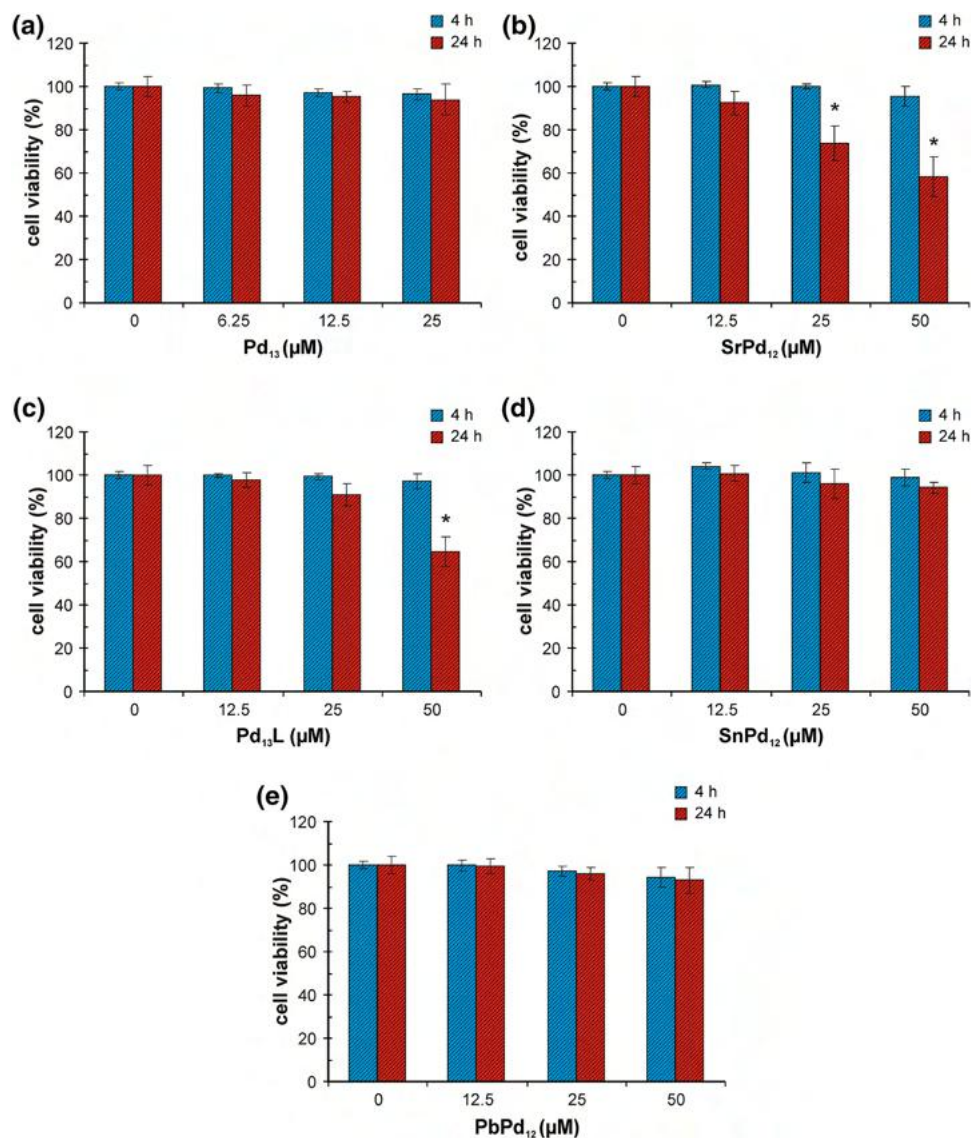 (a)
4 h
24 h
120
100
80
60
40
20
0
cell viability (%)
0 6.25 12.5 25
Pd₁₃ (µM)
(b)
4 h
24 h
120
100
80
60
40
20
0
cell viability (%)
* *
0 12.5 25 50
SrPd₁₂ (µM)
(c)
4 h
24 h
120
100
80
60
40
20
0
cell viability (%)
*
0 12.5 25 50
Pd₁₃L (µM)
(d)
4 h
24 h
120
100
80
60
40
20
0
cell viability (%)
0 12.5 25 50
SnPd₁₂ (µM)
(e)
4 h
24 h
120
100
80
60
40
20
0
cell viability (%)
0 12.5 25 50
PbPd₁₂ (µM)